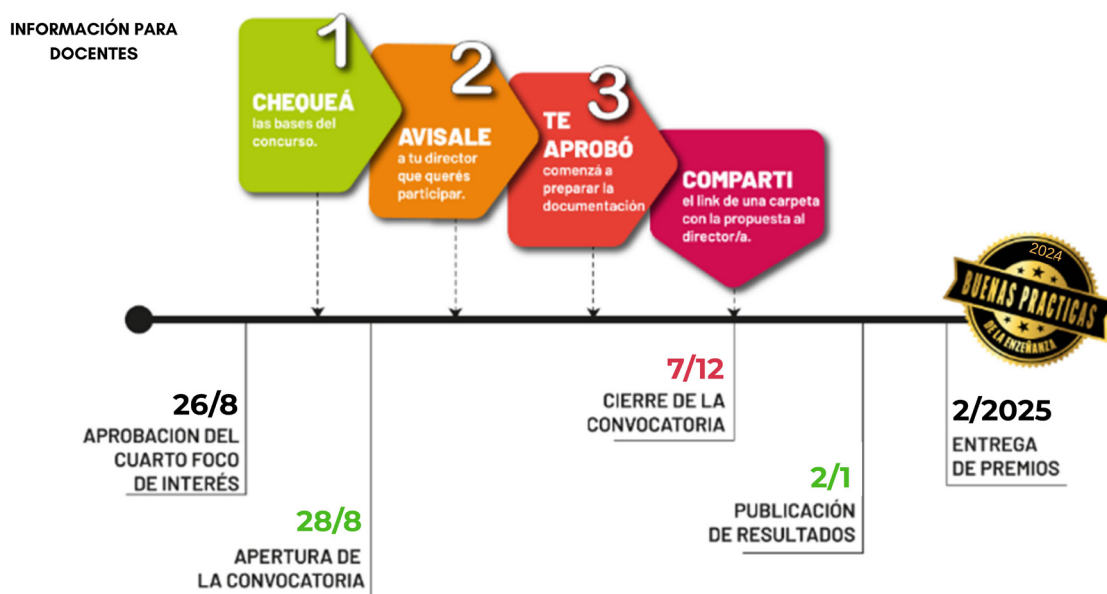 INFORMACIÓN PARA
DOCENTES
1
CHEQUEÁ
las bases del
concurso.
2
AVISALE
a tu director
que querés
participar.
3
TE
APROBÓ
comenzá a
preparar la
documentación
COMPARTI
el link de una carpeta
con la propuesta al
director/a.
2024
BUENAS PRACTICAS
DE LA ENZEÑANZA
26/8
APROBACIÓN DEL
CUARTO FOCO
DE INTERÉS
28/8
APERTURA DE
LA CONVOCATORIA
7/12
CIERRE DE LA
CONVOCATORIA
2/1
PUBLICACIÓN
DE RESULTADOS
2/2025
ENTREGA
DE PREMIOS